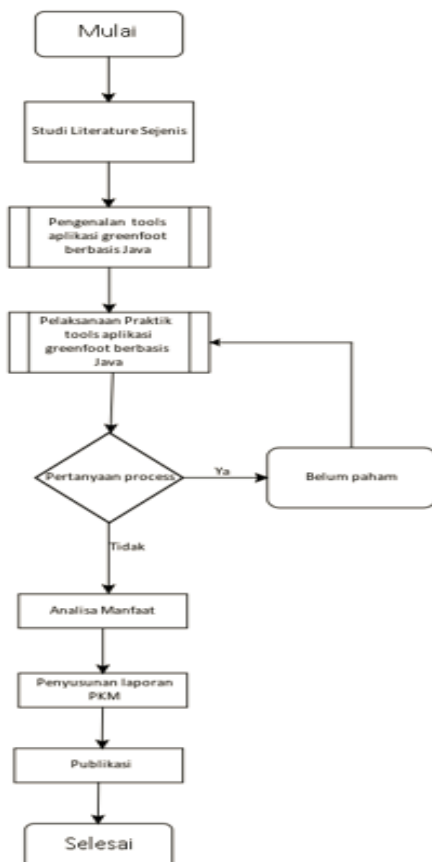 Mulai
Studi Literature Sejenis
Pengenalan tools
aplikasi greenfoot
berbasis Java
Pelaksanaan Praktik
tools aplikasi
greenfoot berbasis
Java
Pertanyaan process
Ya
Belum paham
Tidak
Analisa Manfaat
Penyusunan laporan
PKM
Publikasi
Selesai